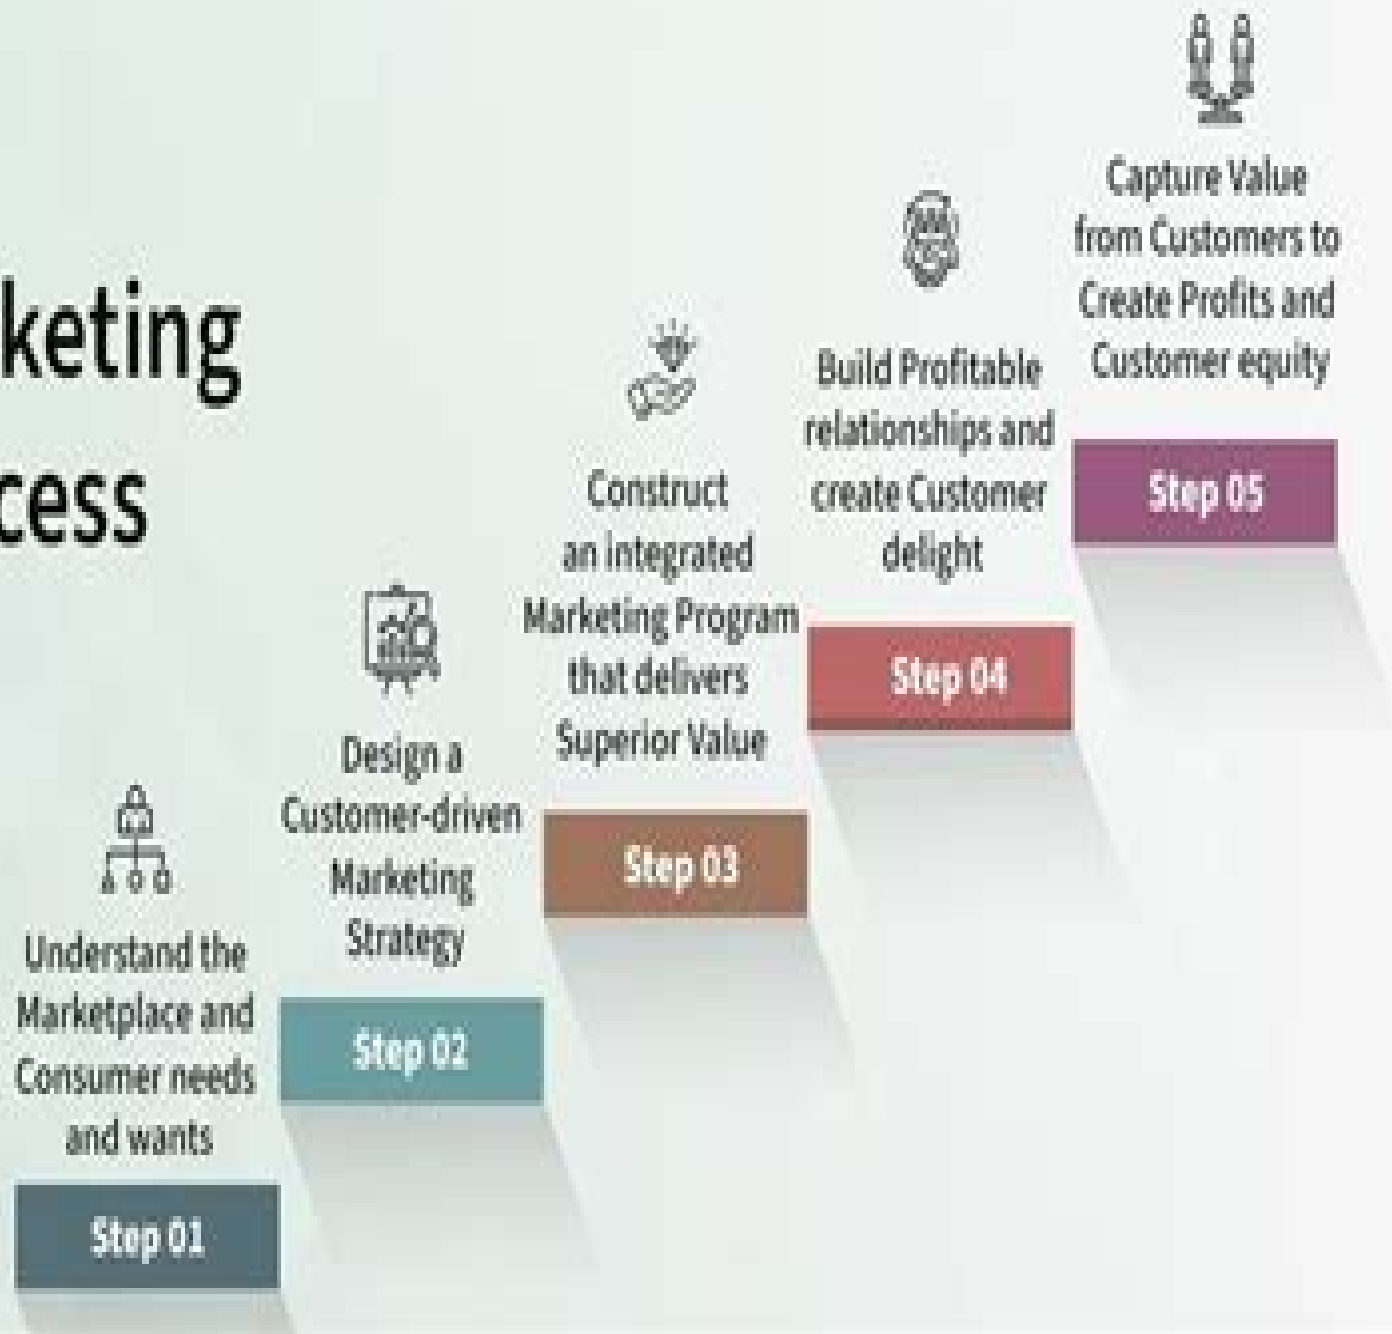 keting
cess
Understand the
Marketplace and
Consumer needs
and wants
Step 01
Design a
Customer-driven
Marketing
Strategy
Step 02
Construct
an integrated
Marketing Program
that delivers
Superior Value
Step 03
Build Profitable
relationships and
create Customer
delight
Step 04
Capture Value
from Customers to
Create Profits and
Customer equity
Step 05